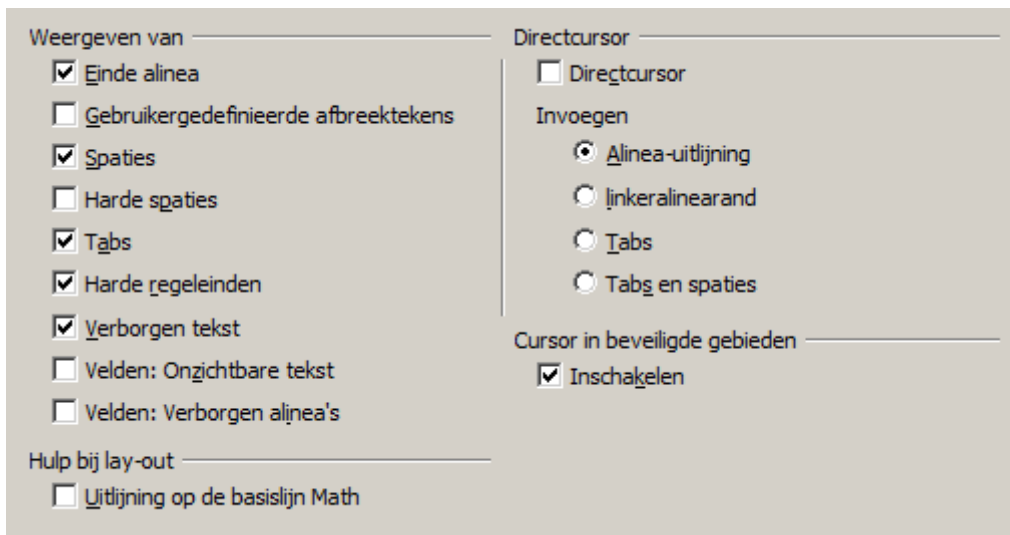 Weergeven van
Einde alinea
Gebruikergedefinieerde afbreektekens
Spaties
Harde spaties
Tabs
Harde regeleinden
Verborgen tekst
Velden: Onzichtbare tekst
Velden: Verborgen alinea's
Hulp bij lay-out
Uitlijning op de basislijn Math
Directcursor
Directcursor
Invoegen
Alinea-uitlijning
linkeralinearand
Tabs
Tabs en spaties
Cursor in beveiligde gebieden
Inschakelen